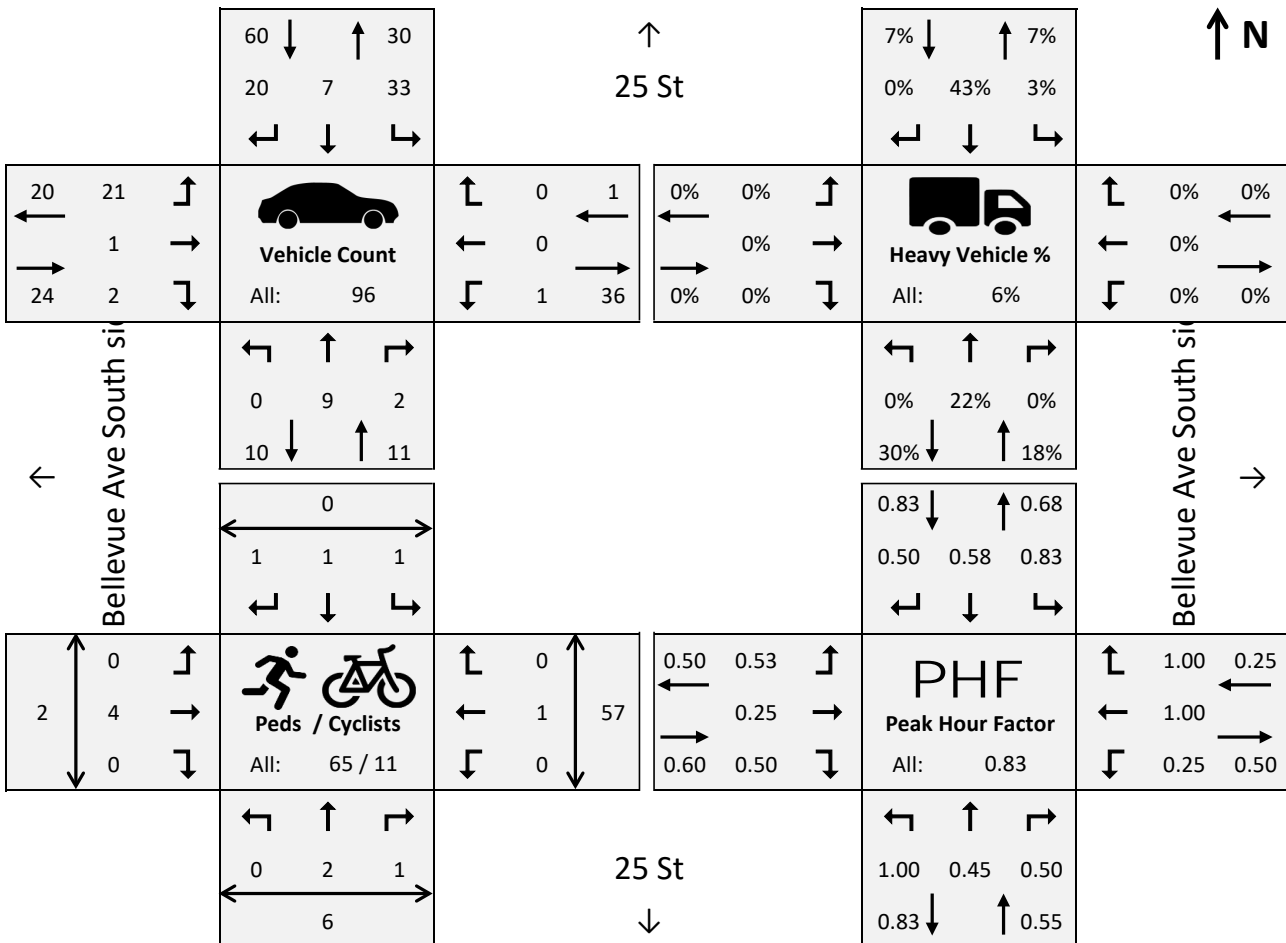 60 30 7% 7% N
25 St
20 7 33 0% 43% 3%
20 21 0 1 0% 0% 0% 0%
1 Vehicle Count 0 0% Heavy Vehicle % 0%
24 2 All: 96 1 36 0% 0% All: 6% 0% 0%
Bellevue Ave South
Bellevue Ave South
0 9 2 0% 22% 0%
10 11 30% 18%
0 0.83 0.68
1 1 1 0.50 0.58 0.83
0 0 0.50 0.53 PHF 1.00 0.25
2 4 Peds / Cyclists 1 57 0.25 Peak Hour Factor 1.00
0 All: 65 / 11 0 0.60 0.50 All: 0.83 0.25 0.50
0 2 1 25 St 1.00 0.45 0.50
6 0.83 0.55